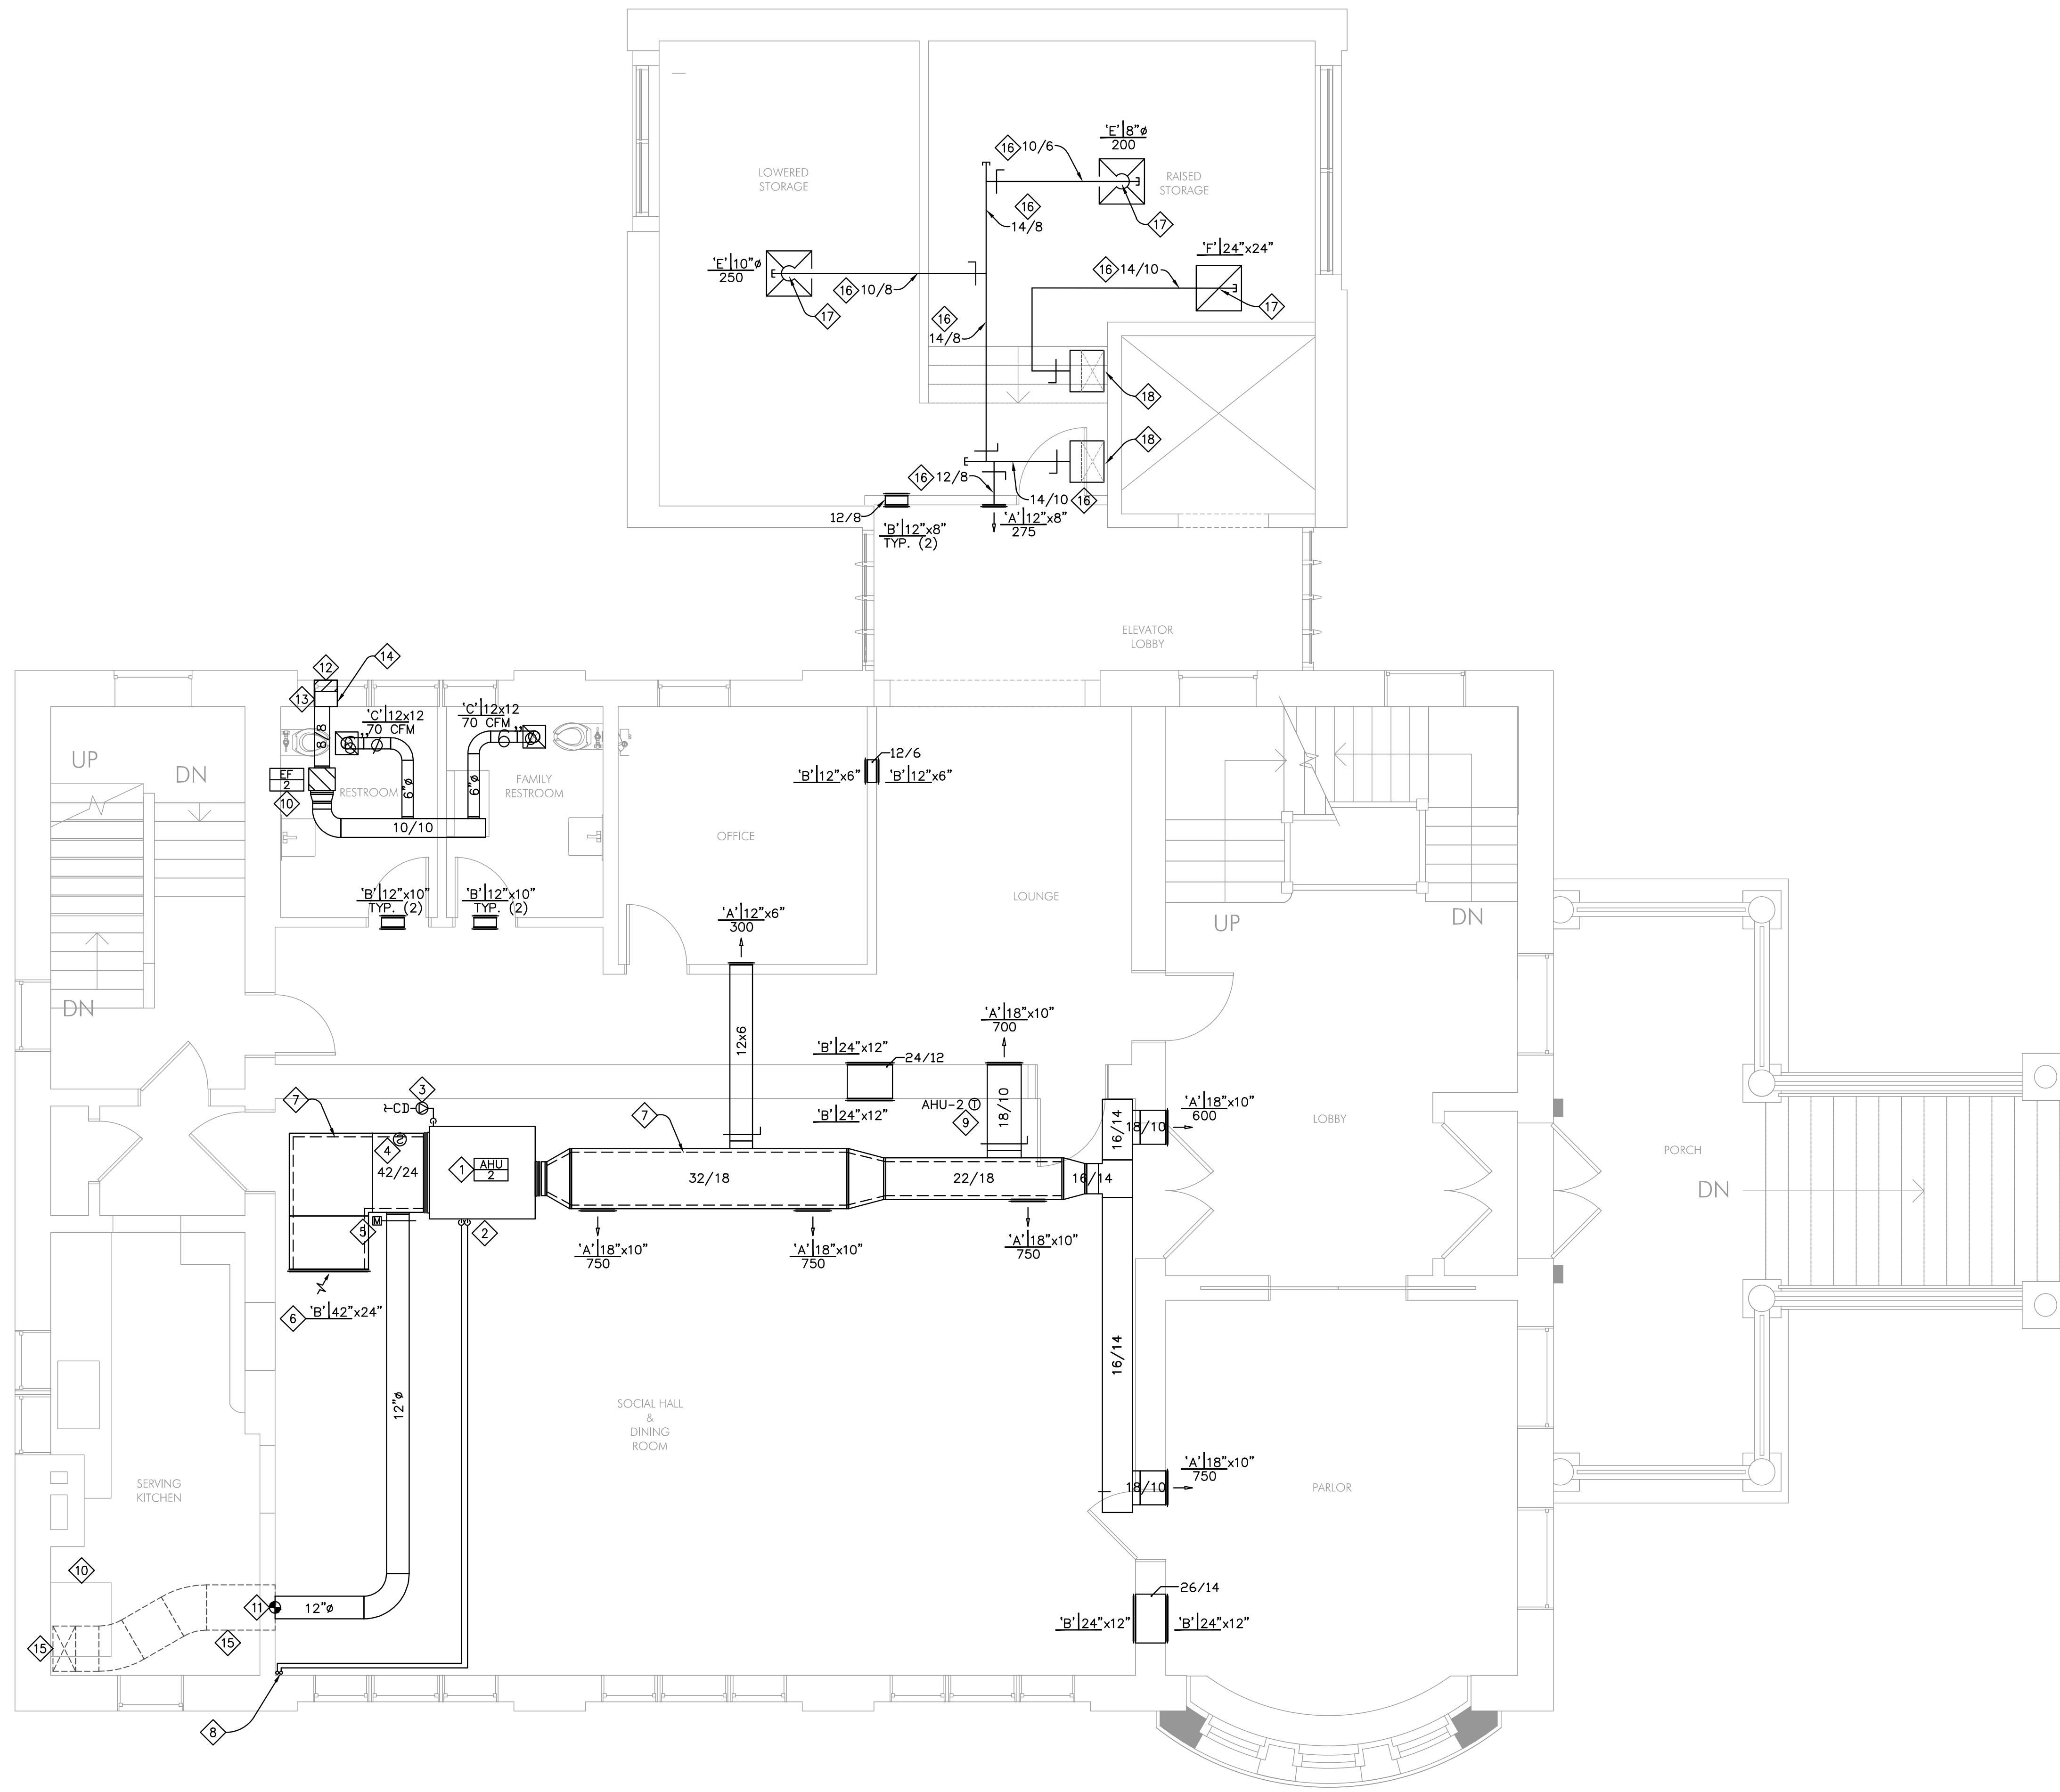 'E' 8"ø
200
16 10/6
LOWERED
STORAGE
RAISED
STORAGE
16
14/8
17
'F' 24"x24"
'E' 10"ø
250
16 14/10
16 10/8
17
17
16
14/8
18
18
16 12/8
14/10 16
12/8
'A' 12"x8"
275
'B' 12"x8"
TYP. (2)
ELEVATOR
LOBBY
12
14
13
'C' 12x12
70 CFM
'C' 12x12
70 CFM
8/8
UP
DN
12/6
'B' 12"x6"
'B' 12"x6"
EF
2
10
RESTROOM
6"ø
6"ø
FAMILY
RESTROOM
10/10
OFFICE
LOUNGE
'B' 12"x10"
TYP. (2)
'B' 12"x10"
TYP. (2)
'A' 12"x6"
300
UP
DN
DN
12x6
'A' 18"x10"
700
'B' 24"x12"
24/12
'B' 24"x12"
7
3
CD
7
AHU-2 T
9
18/10
16/14
18/10
'A' 18"x10"
600
LOBBY
PORCH
4
42/24
1
AHU
2
32/18
22/18
16/14
DN
5
M
2
'A' 18"x10"
750
'A' 18"x10"
750
'A' 18"x10"
750
6
'B' 42"x24"
16/14
12"ø
SOCIAL HALL
&
DINING
ROOM
SERVING
KITCHEN
'A' 18"x10"
750
18/10
PARLOR
10
11
12"ø
26/14
'B' 24"x12"
'B' 24"x12"
15
15
8